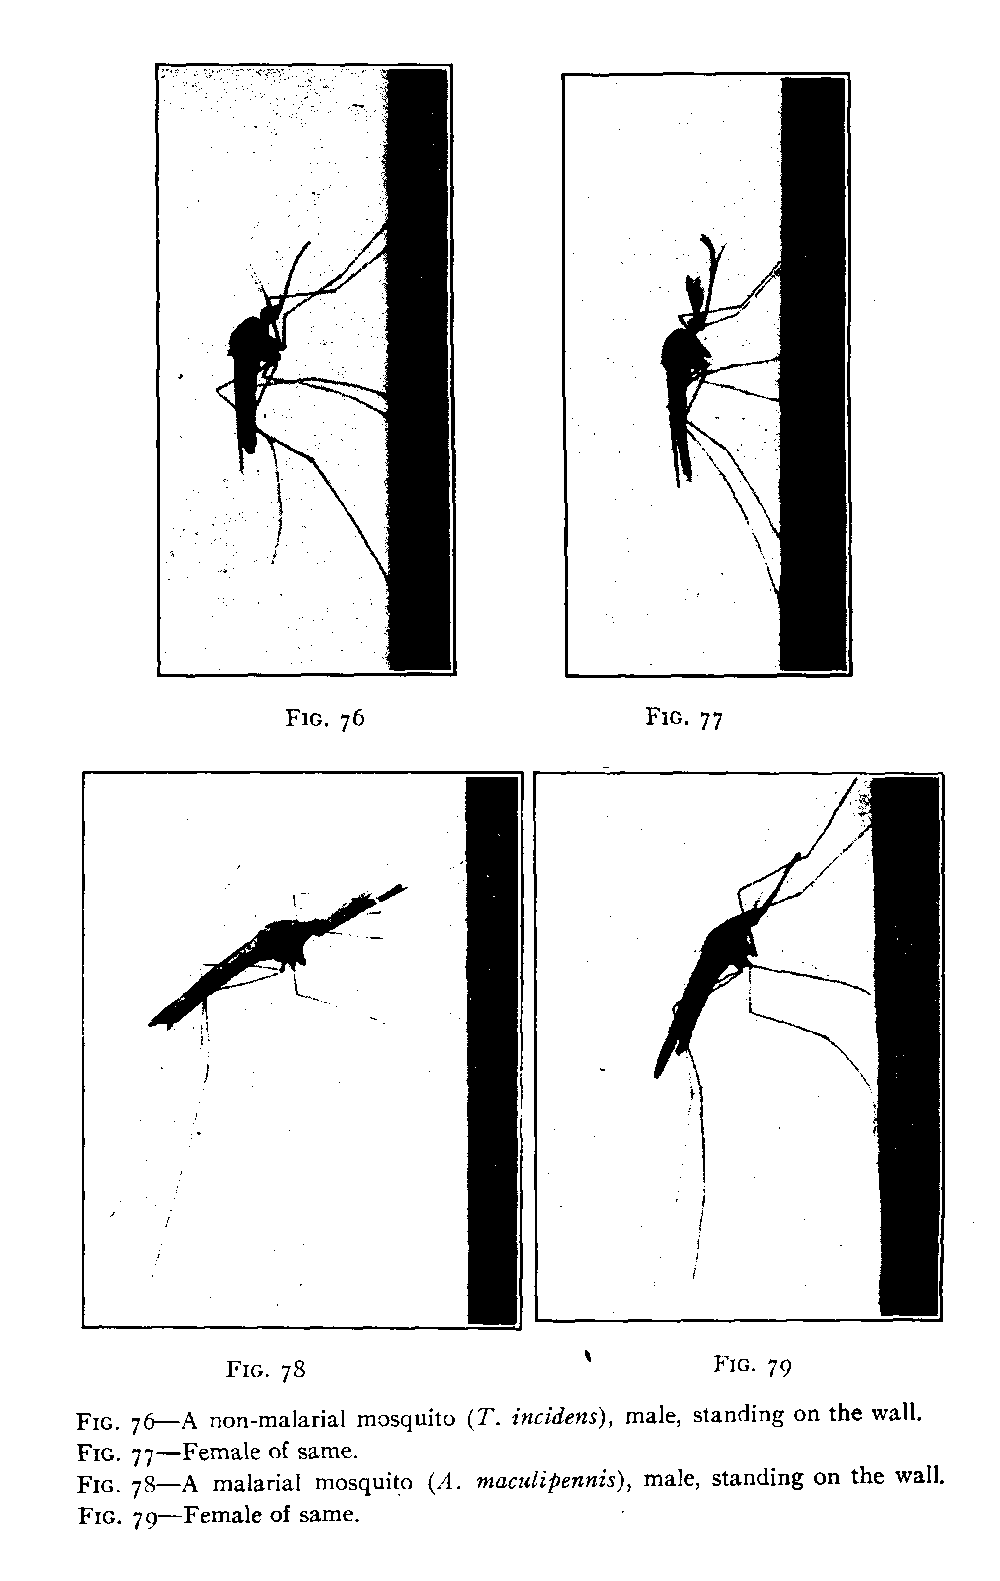 FIG. 76
FIG. 77
FIG. 78
FIG. 79
FIG. 76—A non-malarial mosquito (T. incidens), male, standing on the wall.
FIG. 77—Female of same.
FIG. 78—A malarial mosquito (A. maculipennis), male, standing on the wall.
FIG. 79—Female of same.